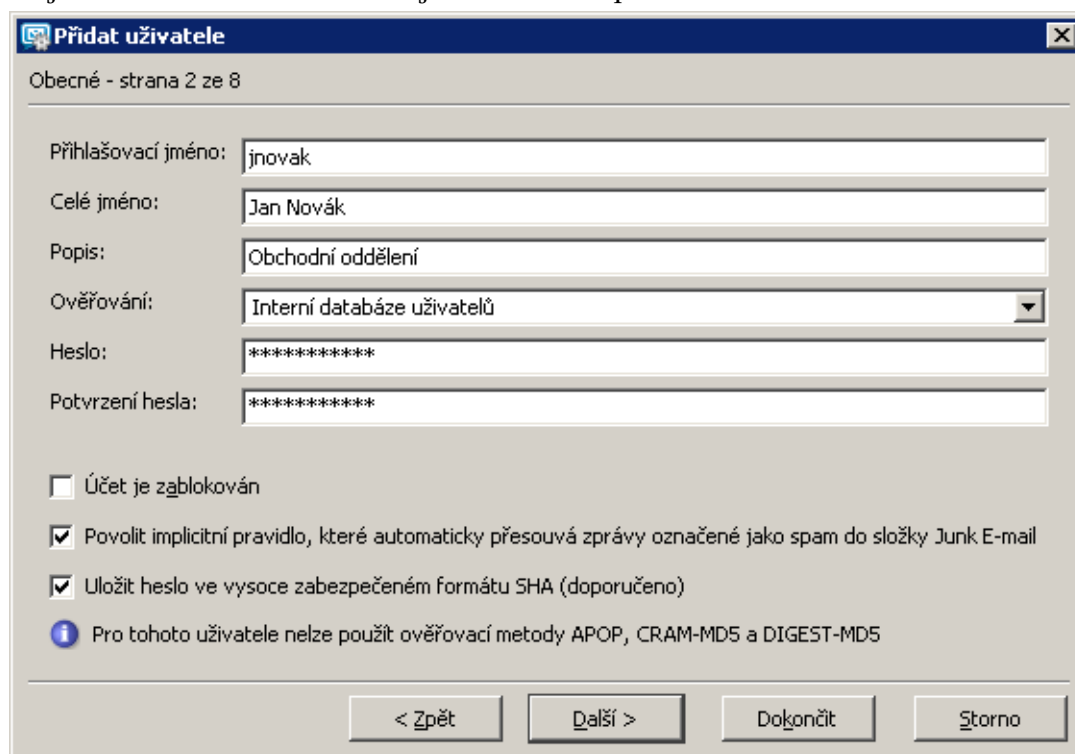 Přidat uživatele
Obecné - strana 2 ze 8
Přihlašovací jméno: jnovak
Celé jméno: Jan Novák
Popis: Obchodní oddělení
Ověřování: Interní databáze uživatelů
Heslo: ***********
Potvrzení hesla: ***********
Účet je zablokován
Povolit implicitní pravidlo, které automaticky přesouvá zprávy označené jako spam do složky Junk E-mail
Uložit heslo ve vysoce zabezpečeném formátu SHA (doporučeno)
Pro tohoto uživatele nelze použít ověřovací metody APOP, CRAM-MD5 a DIGEST-MD5
< Zpět Další > Dokončit Storno